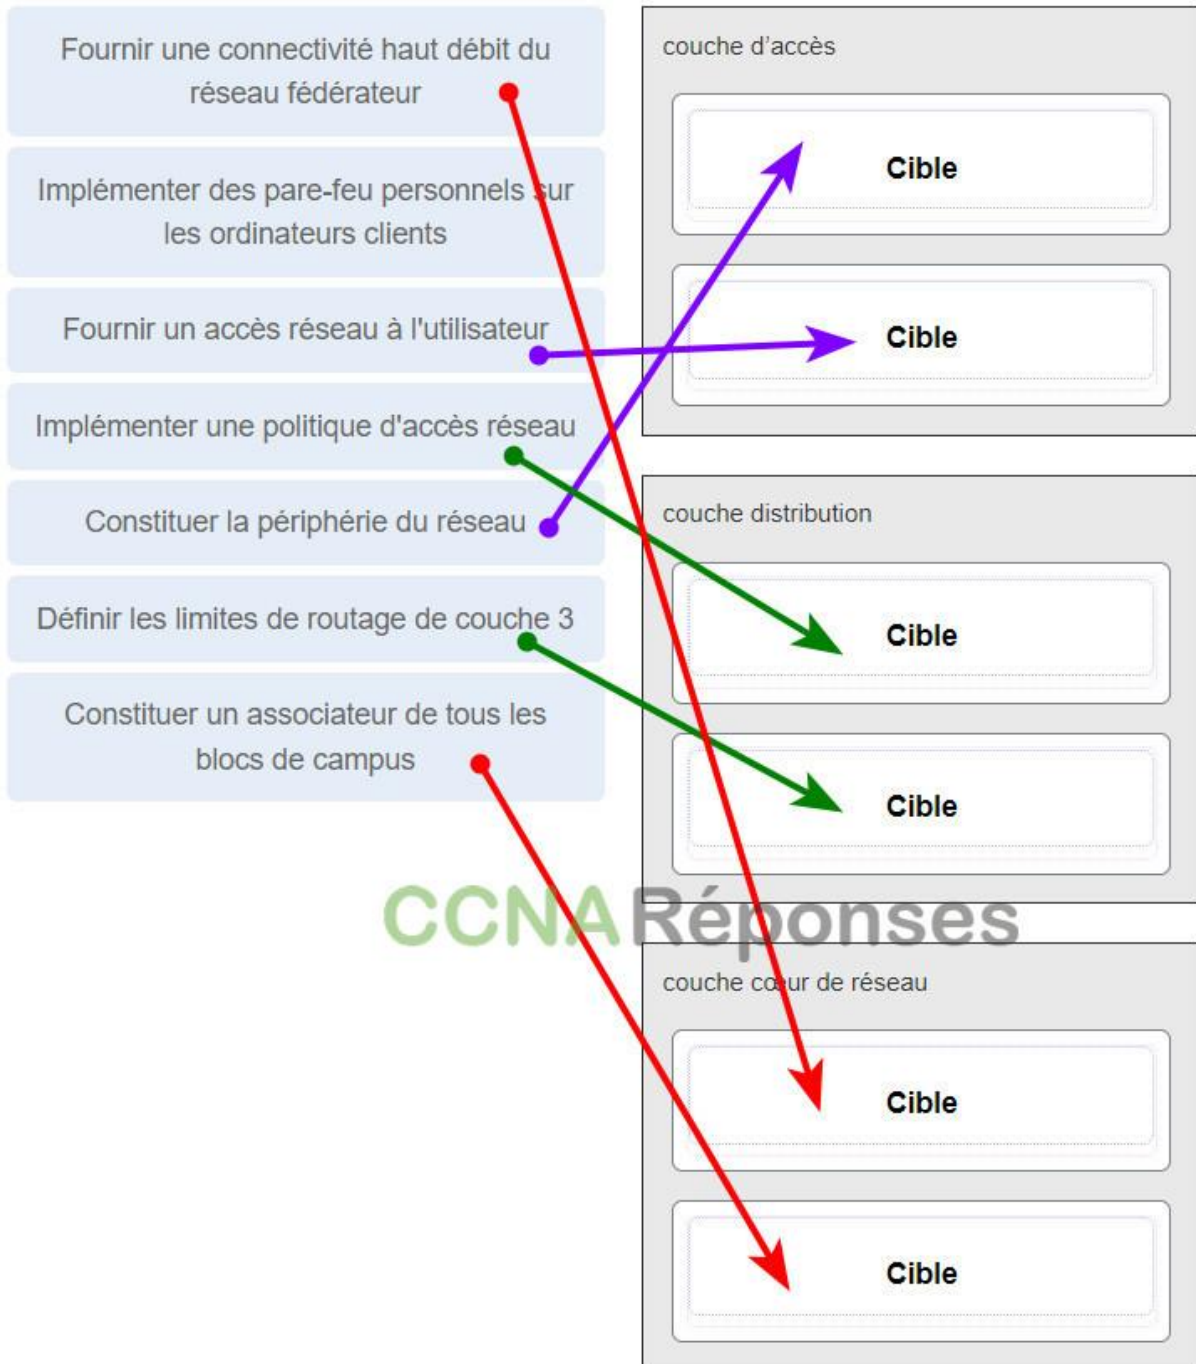 Fournir une connectivité haut débit du
réseau fédérateur
Implémenter des pare-feu personnels sur
les ordinateurs clients
Fournir un accès réseau à l'utilisateur
Implémenter une politique d'accès réseau
Constituer la périphérie du réseau
Définir les limites de routage de couche 3
Constituer un associateur de tous les
blocs de campus
couche d’accès
Cible
Cible
couche distribution
Cible
Cible
CCNARéponses
couche cœur de réseau
Cible
Cible